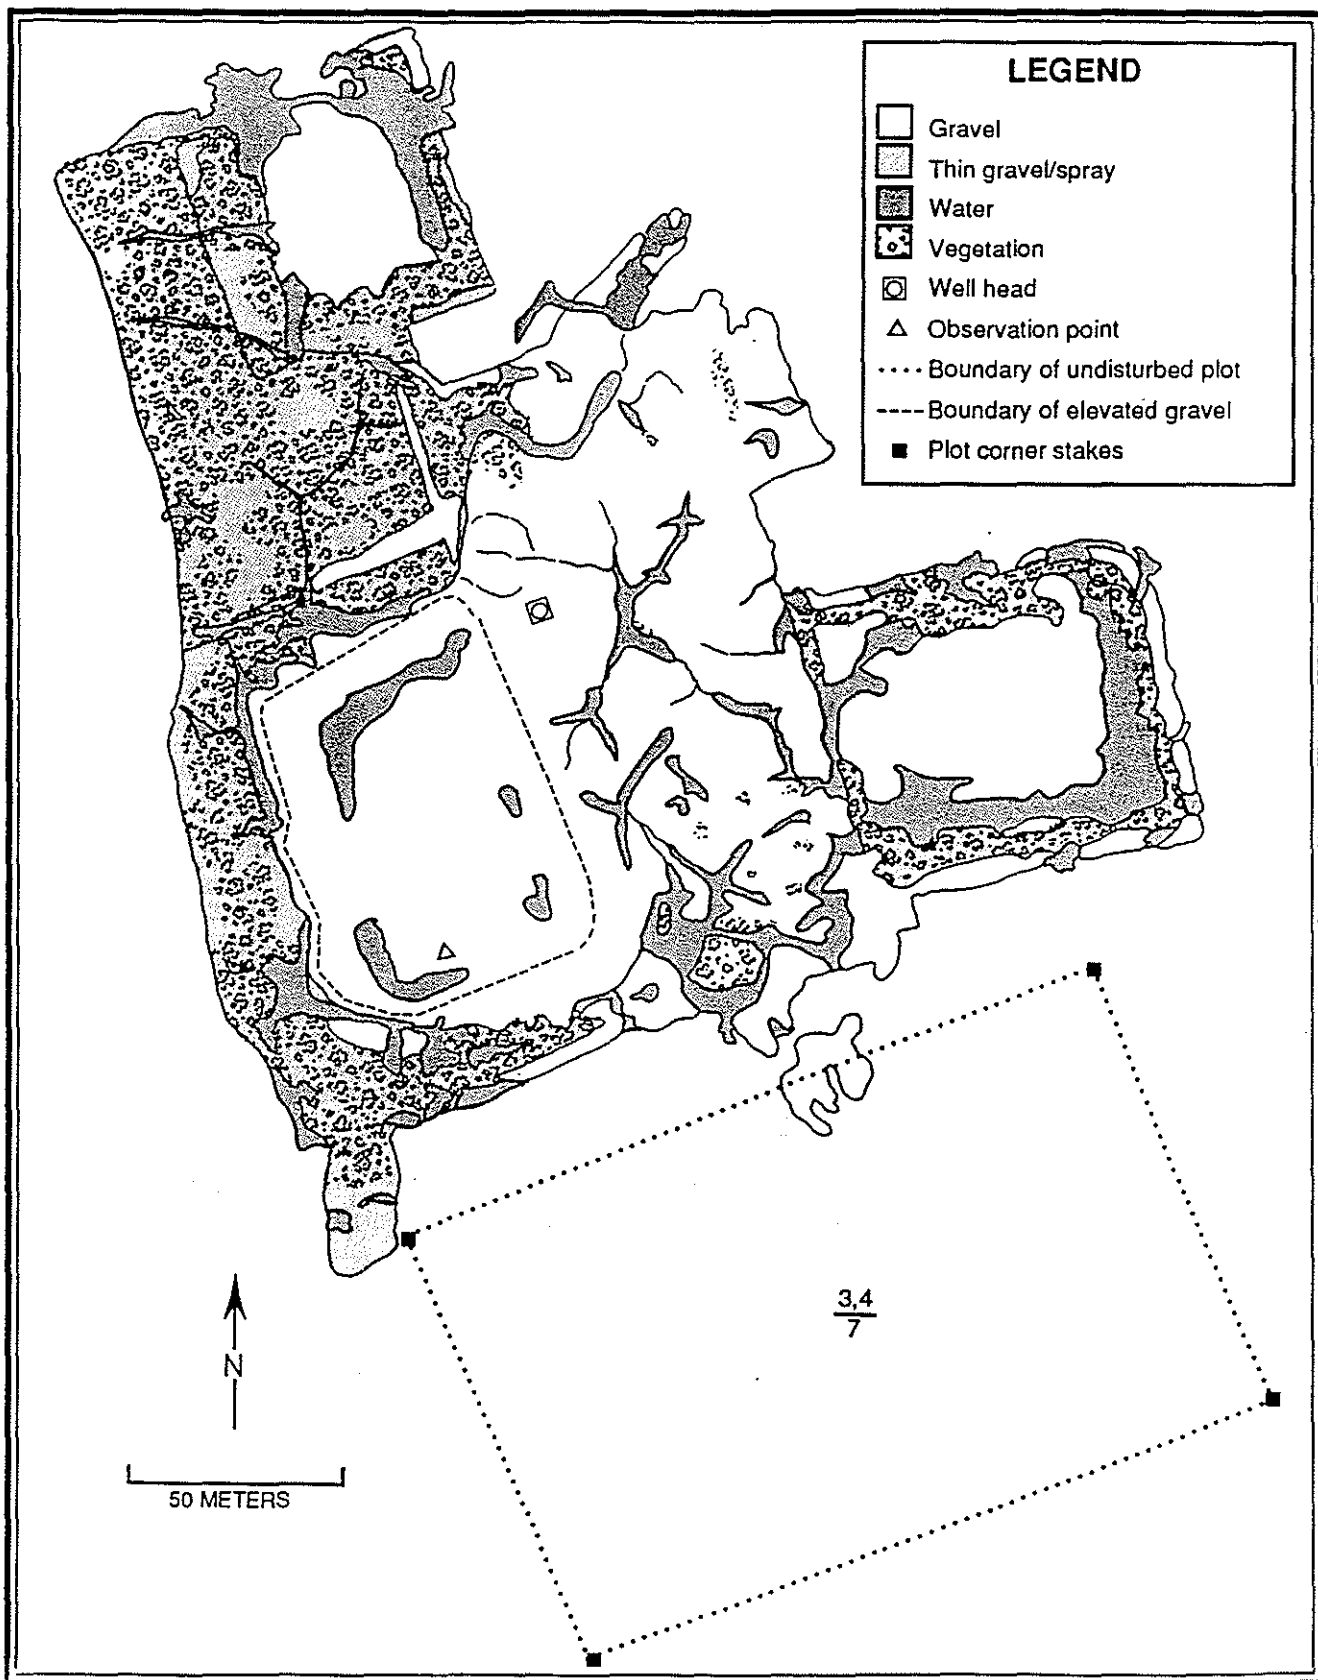 LEGEND
Gravel
Thin gravel/spray
Water
Vegetation
Well head
Observation point
Boundary of undisturbed plot
Boundary of elevated gravel
Plot corner stakes
3,4
7
N
50 METERS